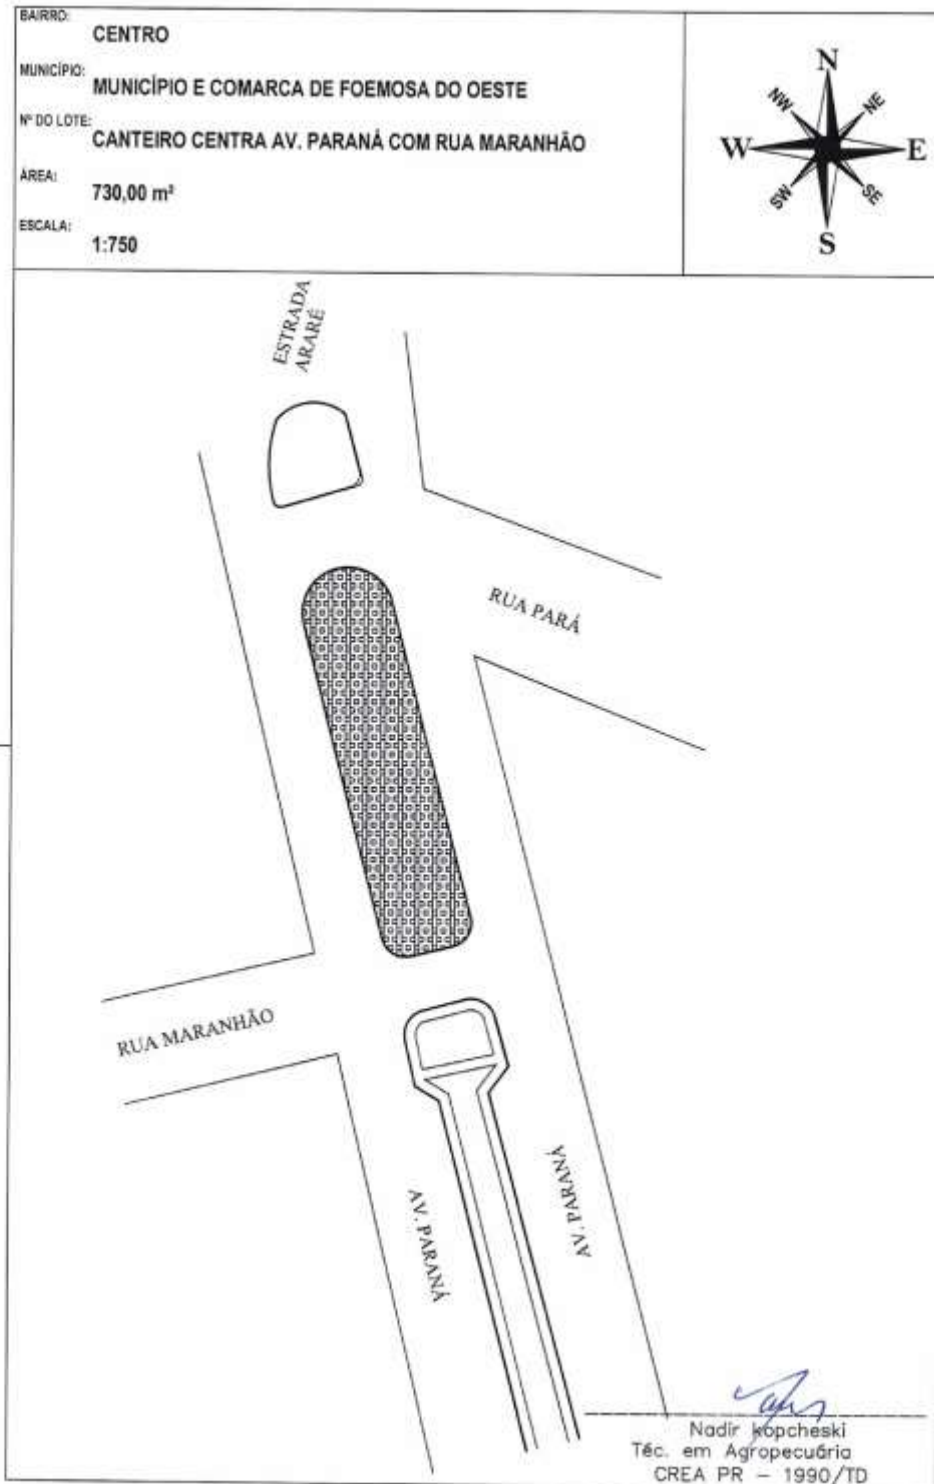 BAIRRO:
CENTRO
MUNICÍPIO:
MUNICÍPIO E COMARCA DE FOEMOSA DO OESTE
Nº DO LOTE:
CANTEIRO CENTRA AV. PARANÁ COM RUA MARANHÃO
ÁREA:
730,00 m²
ESCALA:
1:750
N
NW
NE
W
E
SW
SE
S
ESTRADA
ARARÉ
RUA PARÁ
RUA MARANHÃO
AV. PARANÁ
AV. PARANÁ
Nadir kopcheski
Téc. em Agropecuária
CREA PR – 1990/TD